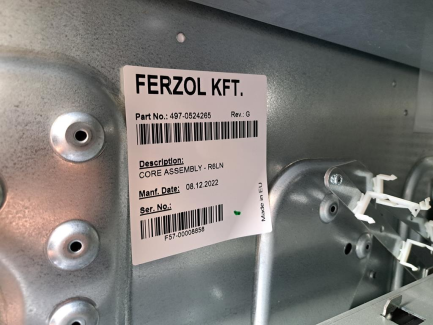 FERZOL KFT.
Part No.: 497-0524265 Rev.: G
Description:
CORE ASSEMBLY - R6LN
Manf. Date: 08.12.2022
Ser. No.:
F57-00008858
Made in EU